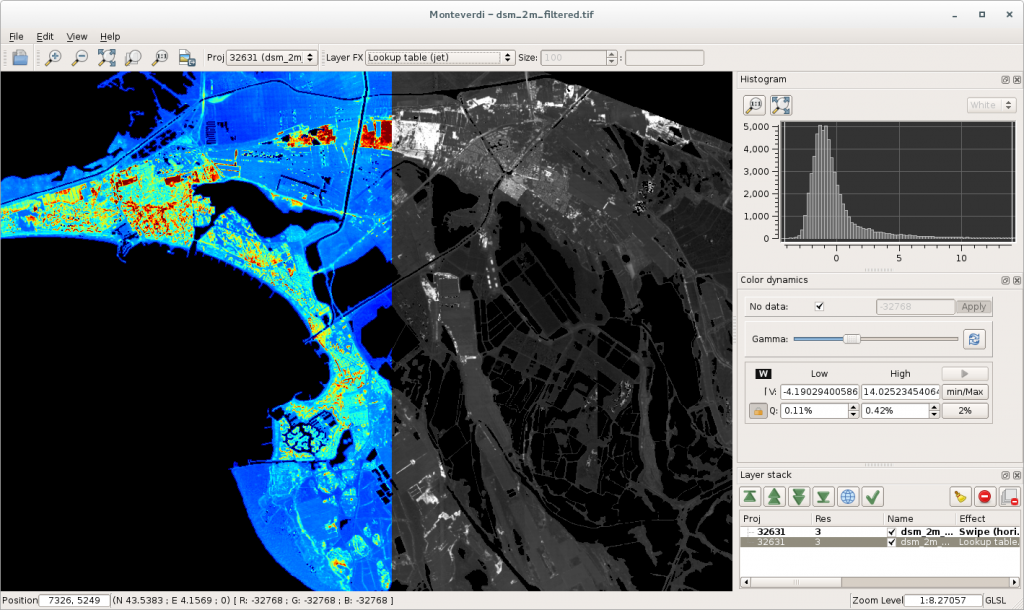 Monteverdi – dsm_2m_filtered.tif
File Edit View Help
Proj 32631 (dsm_2m_ Layer FX Lookup table (jet) Size: 100 :
Histogram
White
5,000
4,000
3,000
2,000
1,000
0
0 5 10
Color dynamics
No data: -32768 Apply
Gamma:
W Low High
V: -4.19029400586 14.02523454064 min/Max
Q: 0.11% 0.42% 2%
Layer stack
Proj Res Name Effect
32631 3 dsm_2m_... Swipe (hori...
32631 3 dsm_2m_... Lookup table...
Position 7326, 5249 (N 43.5383 ; E 4.1569 ; 0) [ R: -32768 ; G: -32768 ; B: -32768 ] Zoom Level 1:8.27057 GLSL